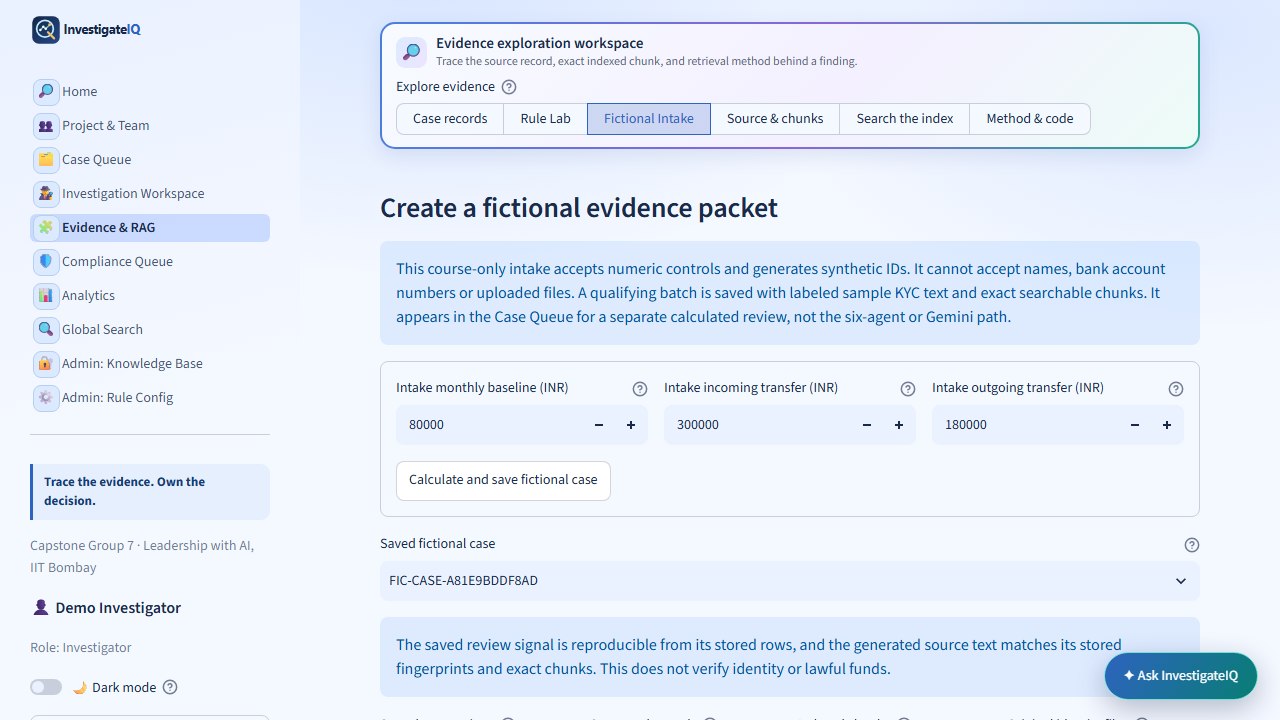 InvestigateIQ
Home
Project & Team
Case Queue
Investigation Workspace
Evidence & RAG
Compliance Queue
Analytics
Global Search
Admin: Knowledge Base
Admin: Rule Config
Trace the evidence. Own the
decision.
Capstone Group 7 · Leadership with AI,
IIT Bombay
Demo Investigator
Role: Investigator
Dark mode
Evidence exploration workspace
Trace the source record, exact indexed chunk, and retrieval method behind a finding.
Explore evidence
Case records
Rule Lab
Fictional Intake
Source & chunks
Search the index
Method & code
Create a fictional evidence packet
This course-only intake accepts numeric controls and generates synthetic IDs. It cannot accept names, bank account
numbers or uploaded files. A qualifying batch is saved with labeled sample KYC text and exact searchable chunks. It
appears in the Case Queue for a separate calculated review, not the six-agent or Gemini path.
Intake monthly baseline (INR)
80000
Intake incoming transfer (INR)
300000
Intake outgoing transfer (INR)
180000
Calculate and save fictional case
Saved fictional case
FIC-CASE-A81E9BDDF8AD
The saved review signal is reproducible from its stored rows, and the generated source text matches its stored
fingerprints and exact chunks. This does not verify identity or lawful funds.
✦ Ask InvestigateIQ